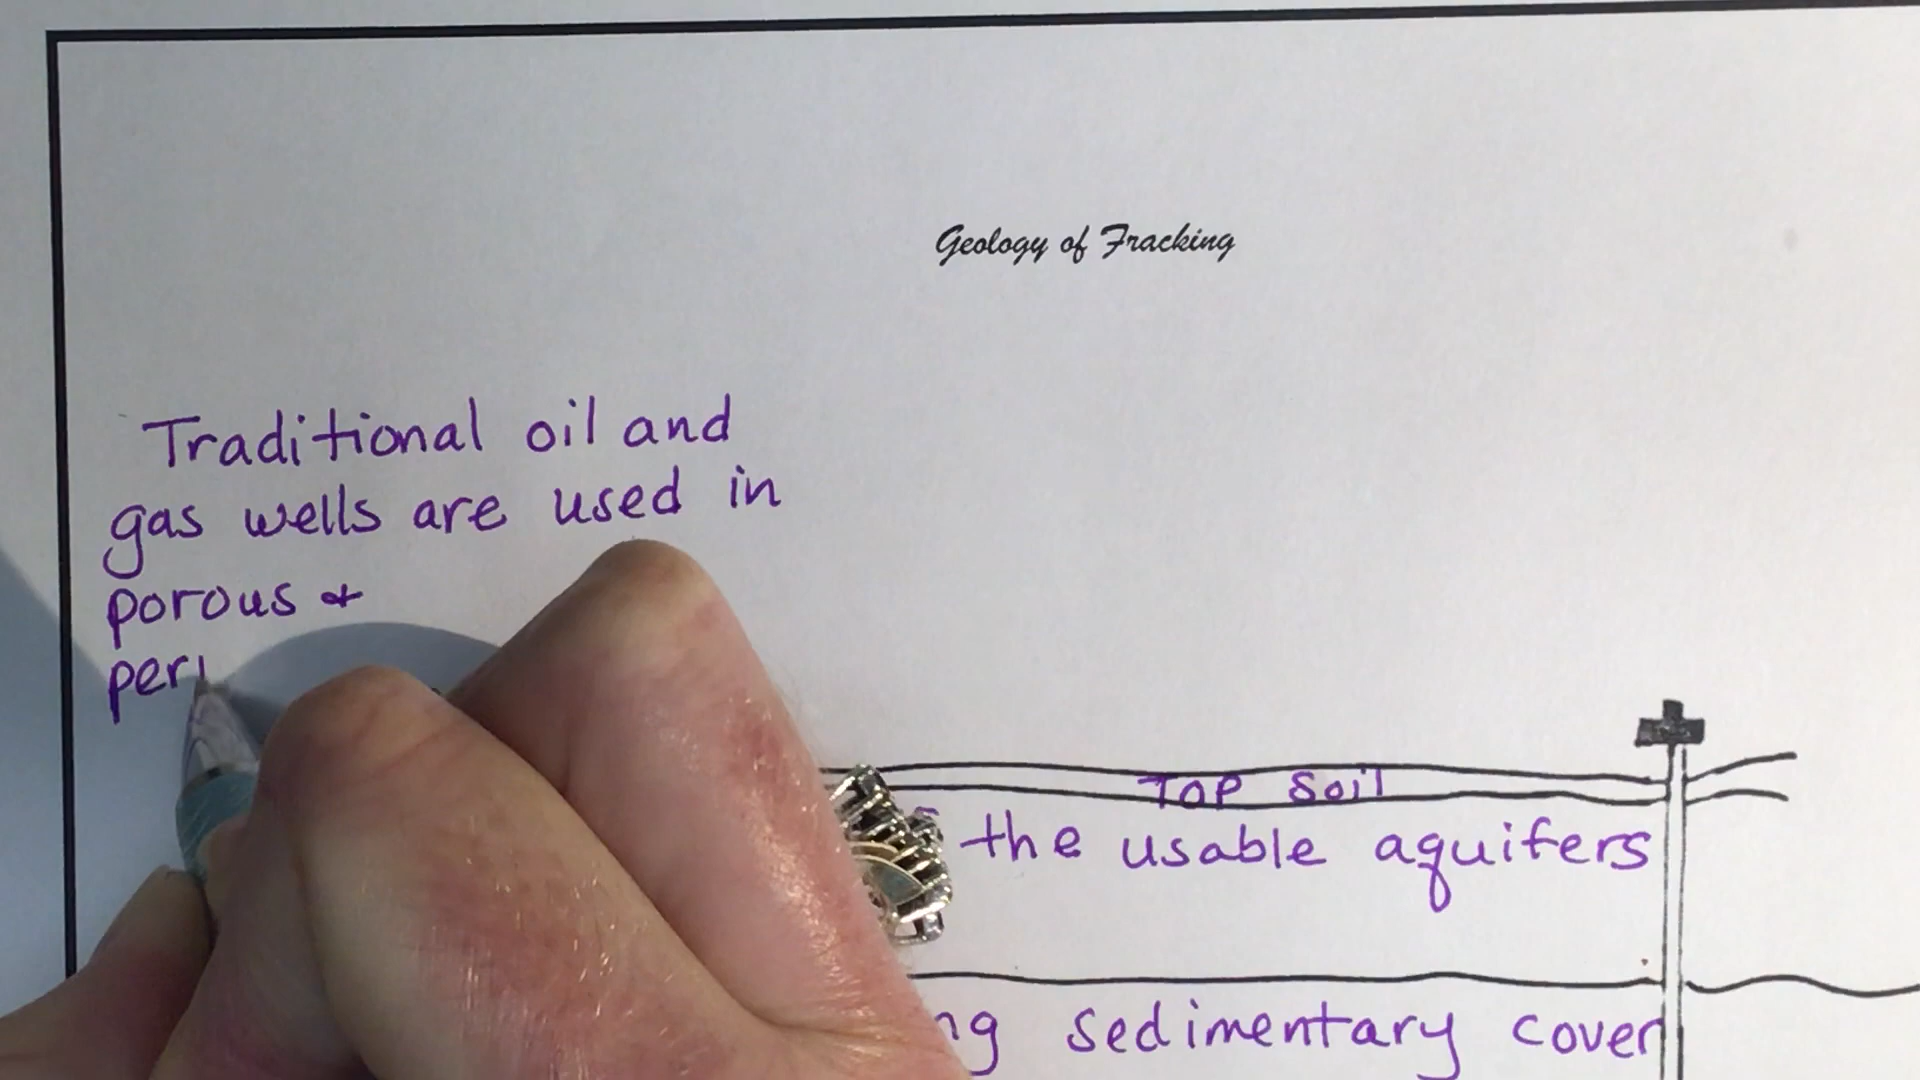 Geology of Fracking
Traditional oil and
gas wells are used in
porous +
per
TOP Soil
the usable aquifers
sedimentary cover